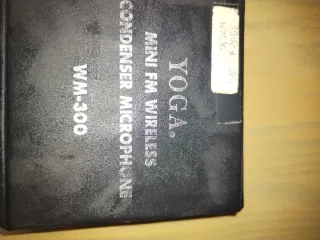 YOGA®
MINI FM WIRELESS
CONDENSER MICROPHONE
WM-300